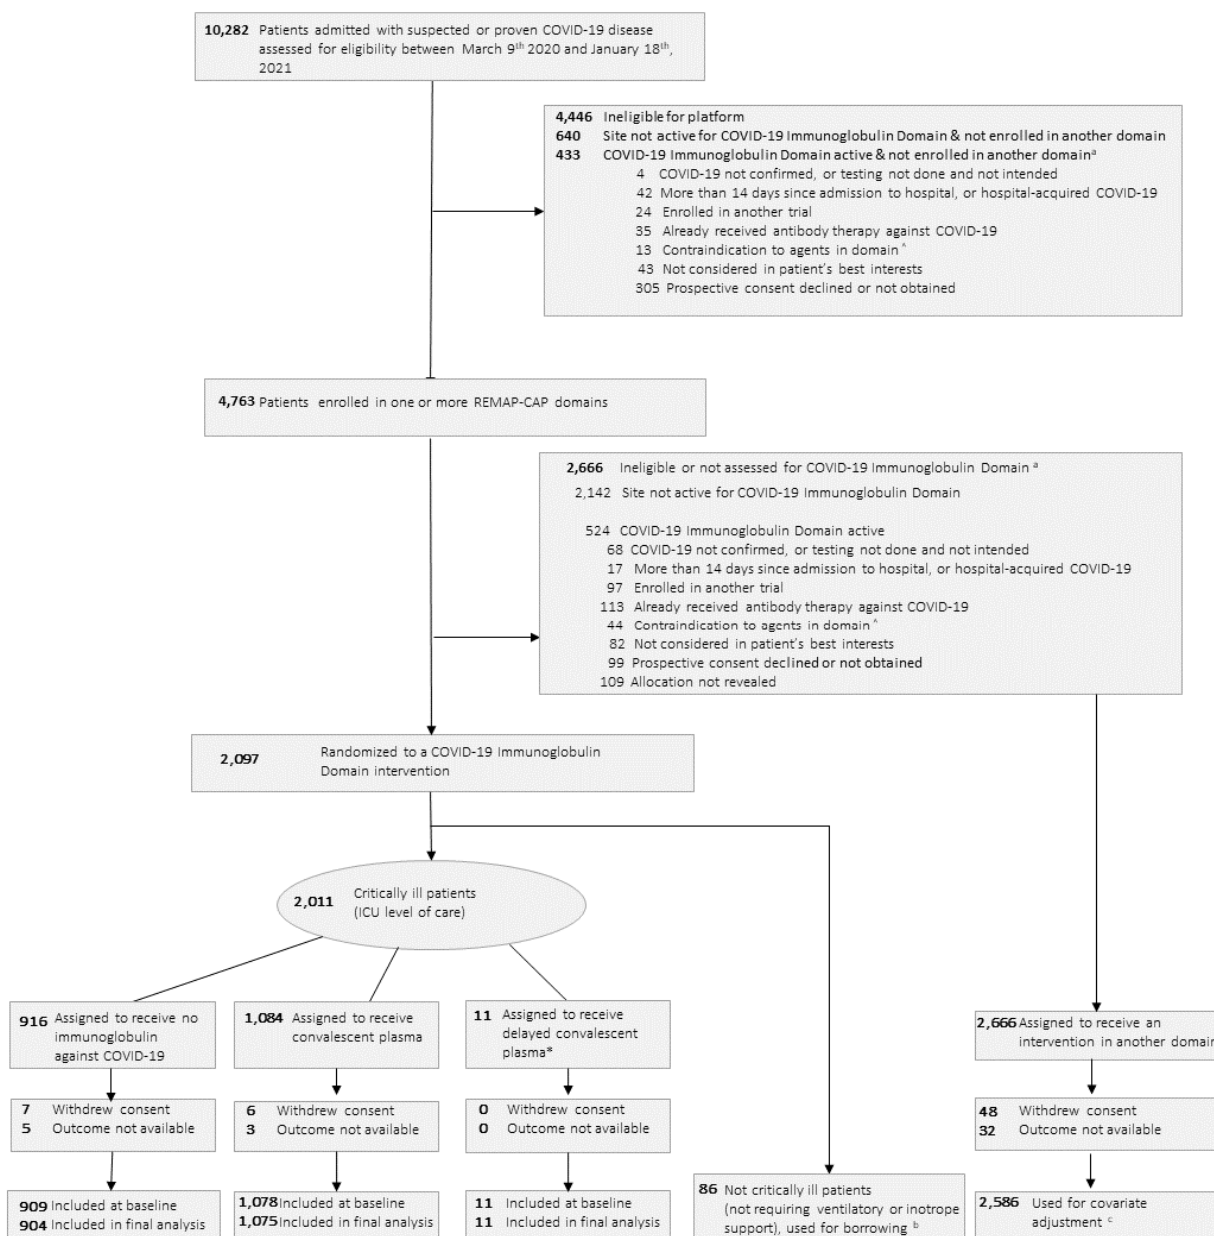 10,282 Patients admitted with suspected or proven COVID-19 disease
assessed for eligibility between March 9th 2020 and January 18th,
2021
4,446 Ineligible for platform
640 Site not active for COVID-19 Immunoglobulin Domain & not enrolled in another domain
433 COVID-19 Immunoglobulin Domain active & not enrolled in another domain a
4 COVID-19 not confirmed, or testing not done and not intended
42 More than 14 days since admission to hospital, or hospital-acquired COVID-19
24 Enrolled in another trial
35 Already received antibody therapy against COVID-19
13 Contraindication to agents in domain ^
43 Not considered in patient's best interests
305 Prospective consent declined or not obtained
4,763 Patients enrolled in one or more REMAP-CAP domains
2,666 Ineligible or not assessed for COVID-19 Immunoglobulin Domain a
2,142 Site not active for COVID-19 Immunoglobulin Domain
524 COVID-19 Immunoglobulin Domain active
68 COVID-19 not confirmed, or testing not done and not intended
17 More than 14 days since admission to hospital, or hospital-acquired COVID-19
97 Enrolled in another trial
113 Already received antibody therapy against COVID-19
44 Contraindication to agents in domain ^
82 Not considered in patient's best interests
99 Prospective consent declined or not obtained
109 Allocation not revealed
2,097 Randomized to a COVID-19 Immunoglobulin
Domain intervention
2,011 Critically ill patients
(ICU level of care)
916 Assigned to receive no
immunoglobulin
against COVID-19
1,084 Assigned to receive
convalescent plasma
11 Assigned to receive
delayed convalescent
plasma*
2,666 Assigned to receive an
intervention in another domain
7 Withdrew consent
5 Outcome not available
6 Withdrew consent
3 Outcome not available
0 Withdrew consent
0 Outcome not available
48 Withdrew consent
32 Outcome not available
909 Included at baseline
904 Included in final analysis
1,078 Included at baseline
1,075 Included in final analysis
11 Included at baseline
11 Included in final analysis
86 Not critically ill patients
(not requiring ventilatory or inotrope
support), used for borrowing b
2,586 Used for covariate
adjustment c